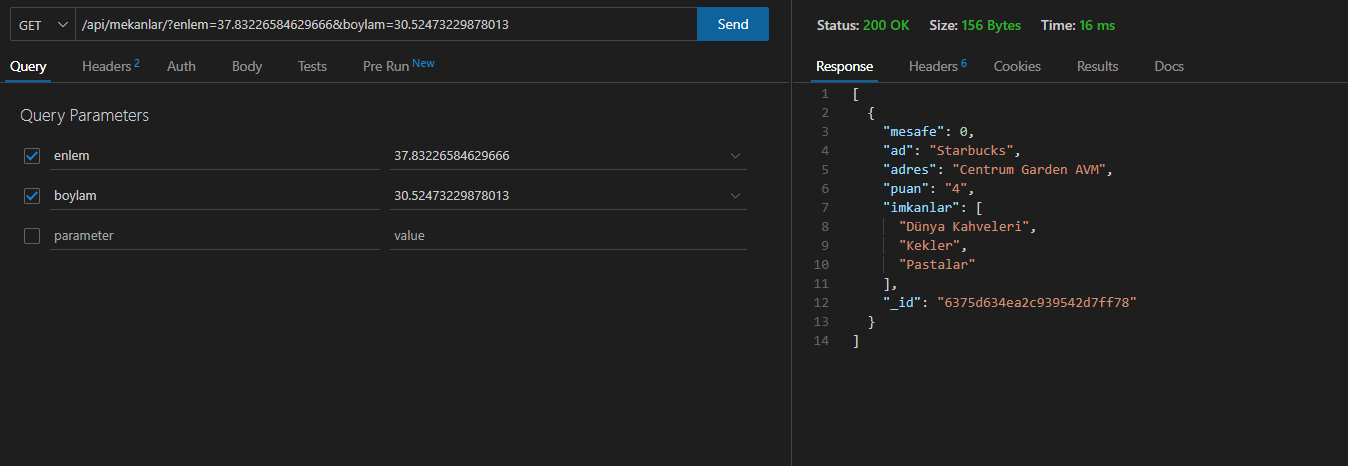 GET /api/mekanlar/?enlem=37.83226584629666&boylam=30.52473229878013 Send
Query Headers 2 Auth Body Tests Pre Run New
Query Parameters
enlem 37.83226584629666
boylam 30.52473229878013
parameter value
Status: 200 OK Size: 156 Bytes Time: 16 ms
Response Headers 6 Cookies Results Docs
1 [
2 {
3 "mesafe": 0,
4 "ad": "Starbucks",
5 "adres": "Centrum Garden AVM",
6 "puan": "4",
7 "imkanlar": [
8 "Dünya Kahveleri",
9 "Kekler",
10 "Pastalar"
11 ],
12 "_id": "6375d634ea2c939542d7ff78"
13 }
14 ]